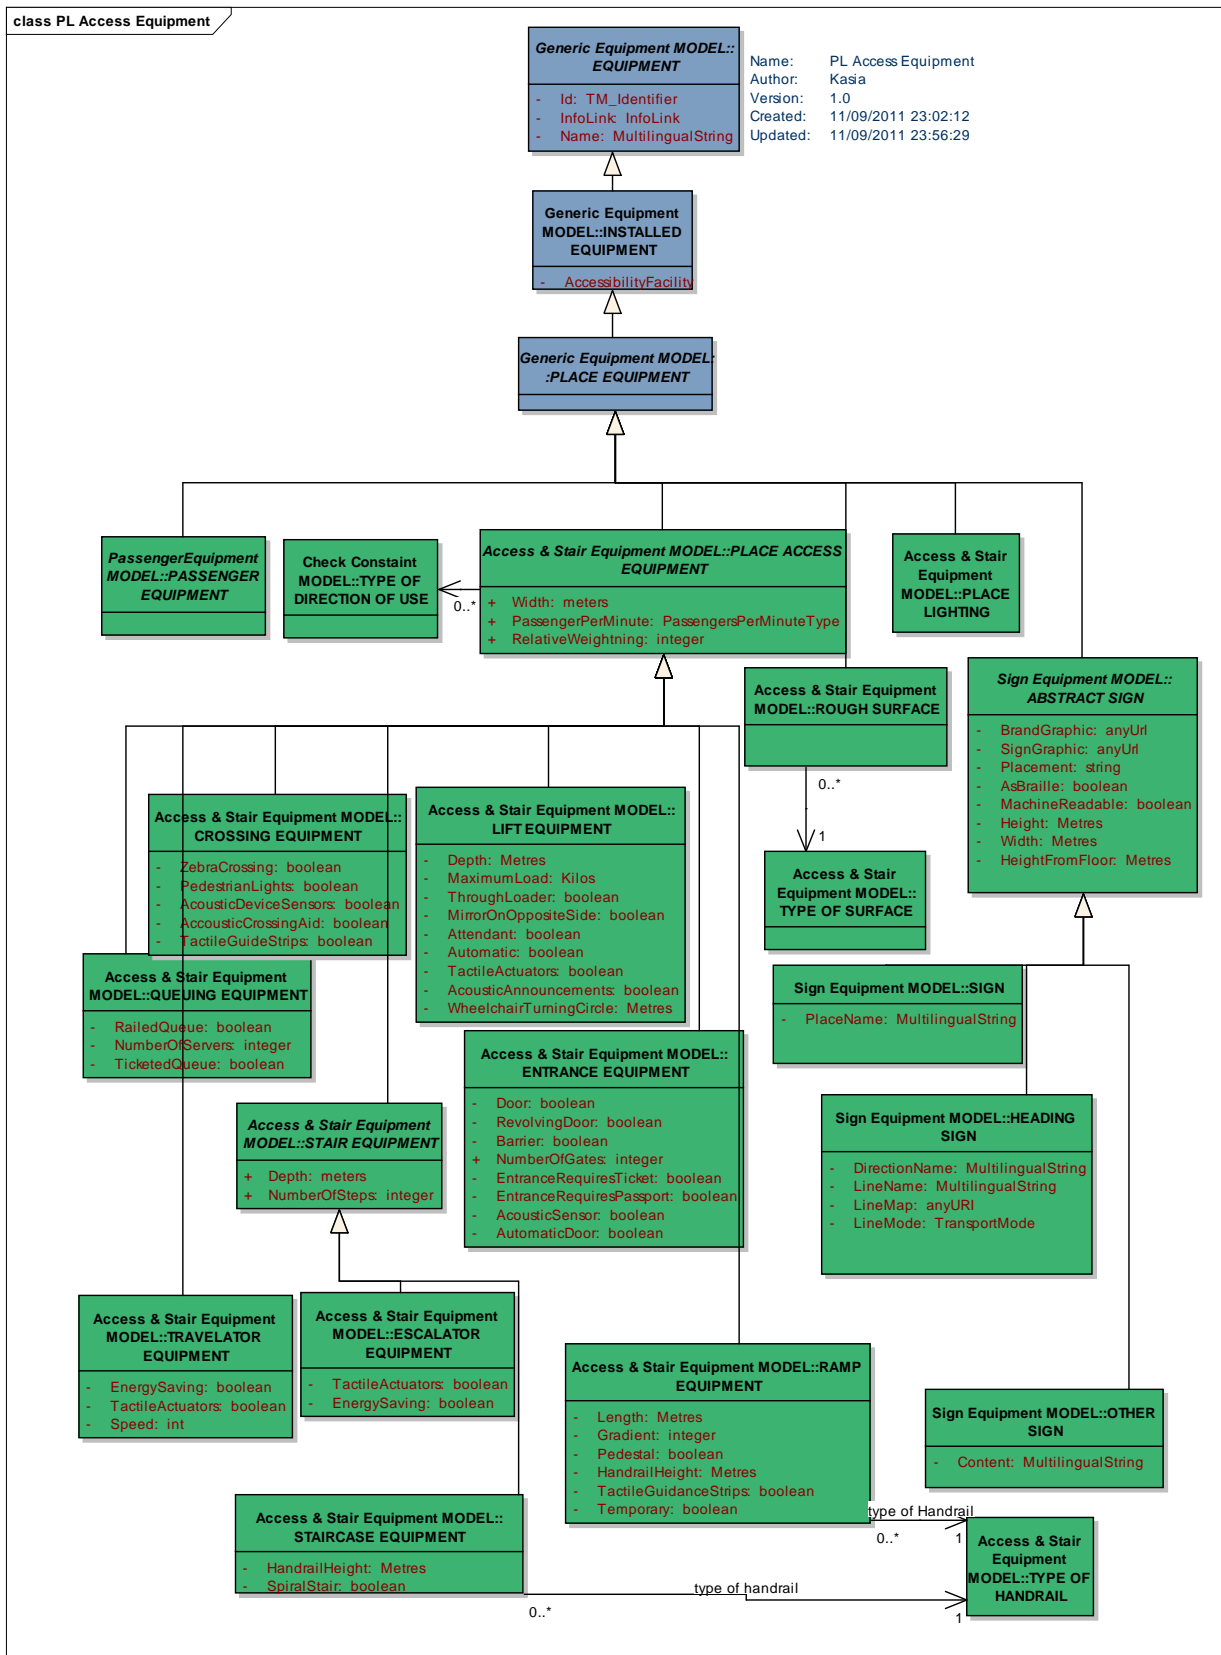 class PL Access Equipment
Generic Equipment MODEL::
EQUIPMENT
- Id: TM_Identifier
- InfoLink: InfoLink
- Name: MultilingualString
Name: PL Access Equipment
Author: Kasia
Version: 1.0
Created: 11/09/2011 23:02:12
Updated: 11/09/2011 23:56:29
Generic Equipment
MODEL::INSTALLED
EQUIPMENT
- AccessibilityFacility
Generic Equipment MODEL:
:PLACE EQUIPMENT
PassengerEquipment
MODEL::PASSENGER
EQUIPMENT
Check Constaint
MODEL::TYPE OF
DIRECTION OF USE
0..*
Access & Stair Equipment MODEL::PLACE ACCESS
EQUIPMENT
+ Width: meters
+ PassengerPerMinute: PassengersPerMinuteType
+ RelativeWeightning: integer
Access & Stair
Equipment
MODEL::PLACE
LIGHTING
Access & Stair Equipment
MODEL::ROUGH SURFACE
0..*
1
Access & Stair
Equipment MODEL::
TYPE OF SURFACE
Sign Equipment MODEL::
ABSTRACT SIGN
- BrandGraphic: anyUrl
- SignGraphic: anyUrl
- Placement: string
- AsBraille: boolean
- MachineReadable: boolean
- Height: Metres
- Width: Metres
- HeightFromFloor: Metres
Access & Stair Equipment MODEL::
CROSSING EQUIPMENT
- ZebraCrossing: boolean
- PedestrianLights: boolean
- AcousticDeviceSensors: boolean
- AccousticCrossingAid: boolean
- TactileGuideStrips: boolean
Access & Stair Equipment MODEL::
LIFT EQUIPMENT
- Depth: Metres
- MaximumLoad: Kilos
- ThroughLoader: boolean
- MirrorOnOppositeSide: boolean
- Attendant: boolean
- Automatic: boolean
- TactileActuators: boolean
- AcousticAnnouncements: boolean
- WheelchairTurningCircle: Metres
Access & Stair Equipment
MODEL::QUEUING EQUIPMENT
- RailedQueue: boolean
- NumberOfServers: integer
- TicketedQueue: boolean
Sign Equipment MODEL::SIGN
- PlaceName: MultilingualString
Access & Stair Equipment MODEL::
ENTRANCE EQUIPMENT
- Door: boolean
- RevolvingDoor: boolean
- Barrier: boolean
+ NumberOfGates: integer
- EntranceRequiresTicket: boolean
- EntranceRequiresPassport: boolean
- AcousticSensor: boolean
- AutomaticDoor: boolean
Access & Stair Equipment
MODEL::STAIR EQUIPMENT
+ Depth: meters
+ NumberOfSteps: integer
Sign Equipment MODEL::HEADING
SIGN
- DirectionName: MultilingualString
- LineName: MultilingualString
- LineMap: anyURI
- LineMode: TransportMode
Access & Stair Equipment
MODEL::TRAVELATOR
EQUIPMENT
- EnergySaving: boolean
- TactileActuators: boolean
- Speed: int
Access & Stair Equipment
MODEL::ESCALATOR
EQUIPMENT
- TactileActuators: boolean
- EnergySaving: boolean
Access & Stair Equipment MODEL::RAMP
EQUIPMENT
- Length: Metres
- Gradient: integer
- Pedestal: boolean
- HandrailHeight: Metres
- TactileGuidanceStrips: boolean
- Temporary: boolean
Sign Equipment MODEL::OTHER
SIGN
- Content: MultilingualString
Access & Stair Equipment MODEL::
STAIRCASE EQUIPMENT
- HandrailHeight: Metres
- SpiralStair: boolean
type of Handrail
0..*
1
Access & Stair
Equipment
MODEL::TYPE OF
HANDRAIL
type of handrail
0..*
1